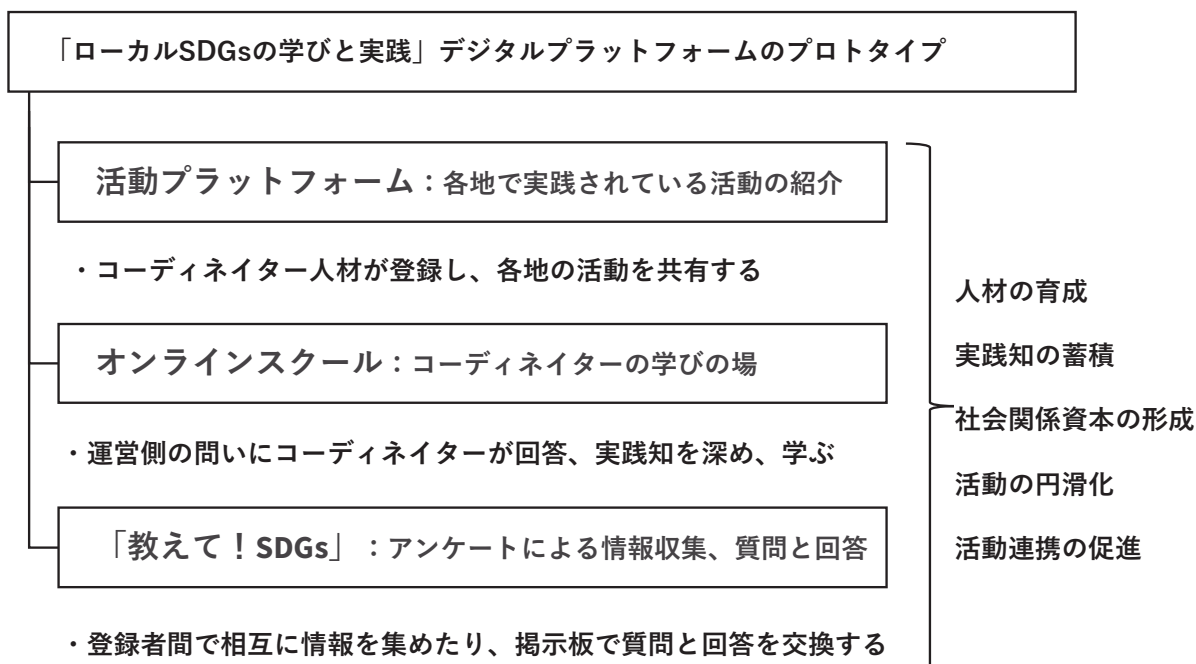 「ローカルSDGsの学びと実践」デジタルプラットフォームのプロトタイプ
活動プラットフォーム：各地で実践されている活動の紹介
・コーディネイター人材が登録し、各地の活動を共有する
オンラインスクール：コーディネイターの学びの場
・運営側の問いにコーディネイターが回答、実践知を深め、学ぶ
「教えて！SDGs」：アンケートによる情報収集、質問と回答
・登録者間で相互に情報を集めたり、掲示板で質問と回答を交換する
人材の育成
実践知の蓄積
社会関係資本の形成
活動の円滑化
活動連携の促進